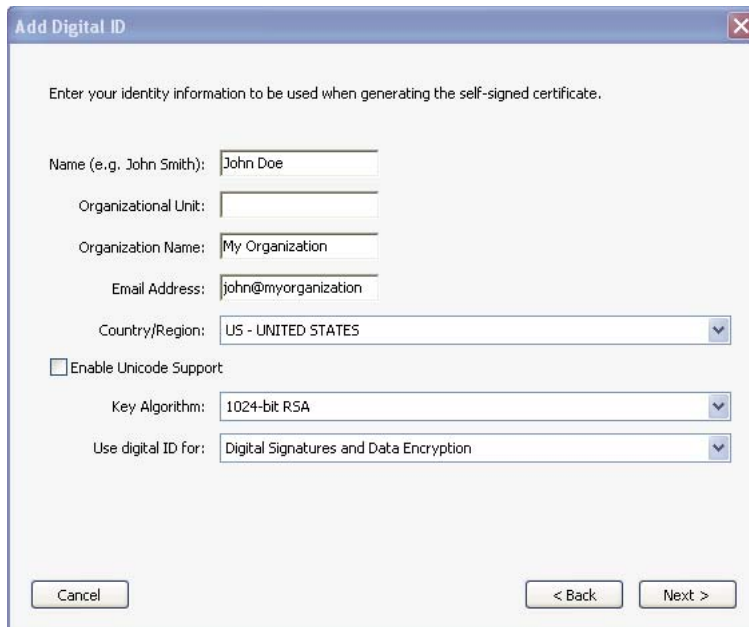 Add Digital ID
Enter your identity information to be used when generating the self-signed certificate.
Name (e.g. John Smith): John Doe
Organizational Unit:
Organization Name: My Organization
Email Address: john@myorganization
Country/Region: US - UNITED STATES
Enable Unicode Support
Key Algorithm: 1024-bit RSA
Use digital ID for: Digital Signatures and Data Encryption
Cancel < Back Next >